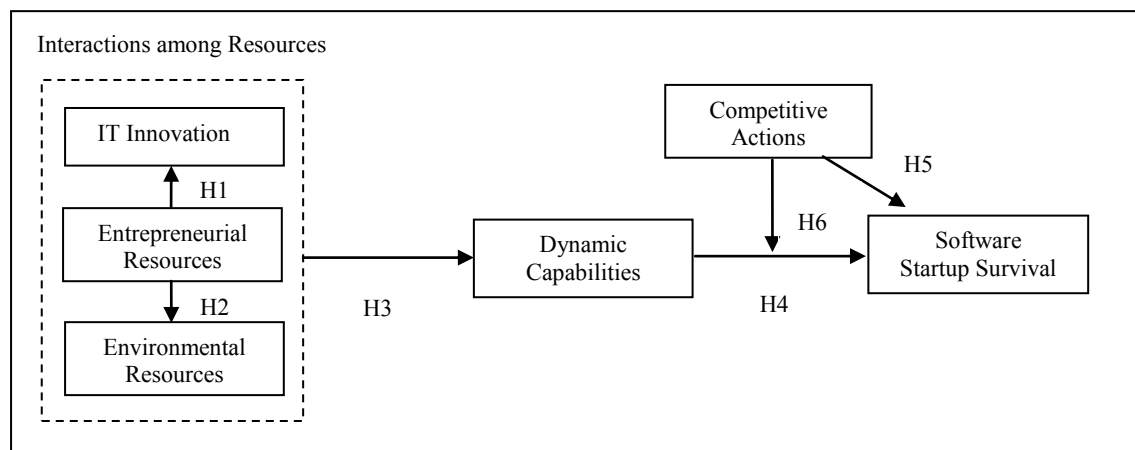 Interactions among Resources
IT Innovation
H1
Entrepreneurial
Resources
H2
Environmental
Resources
H3
Dynamic
Capabilities
Competitive
Actions
H5
H6
H4
Software
Startup Survival